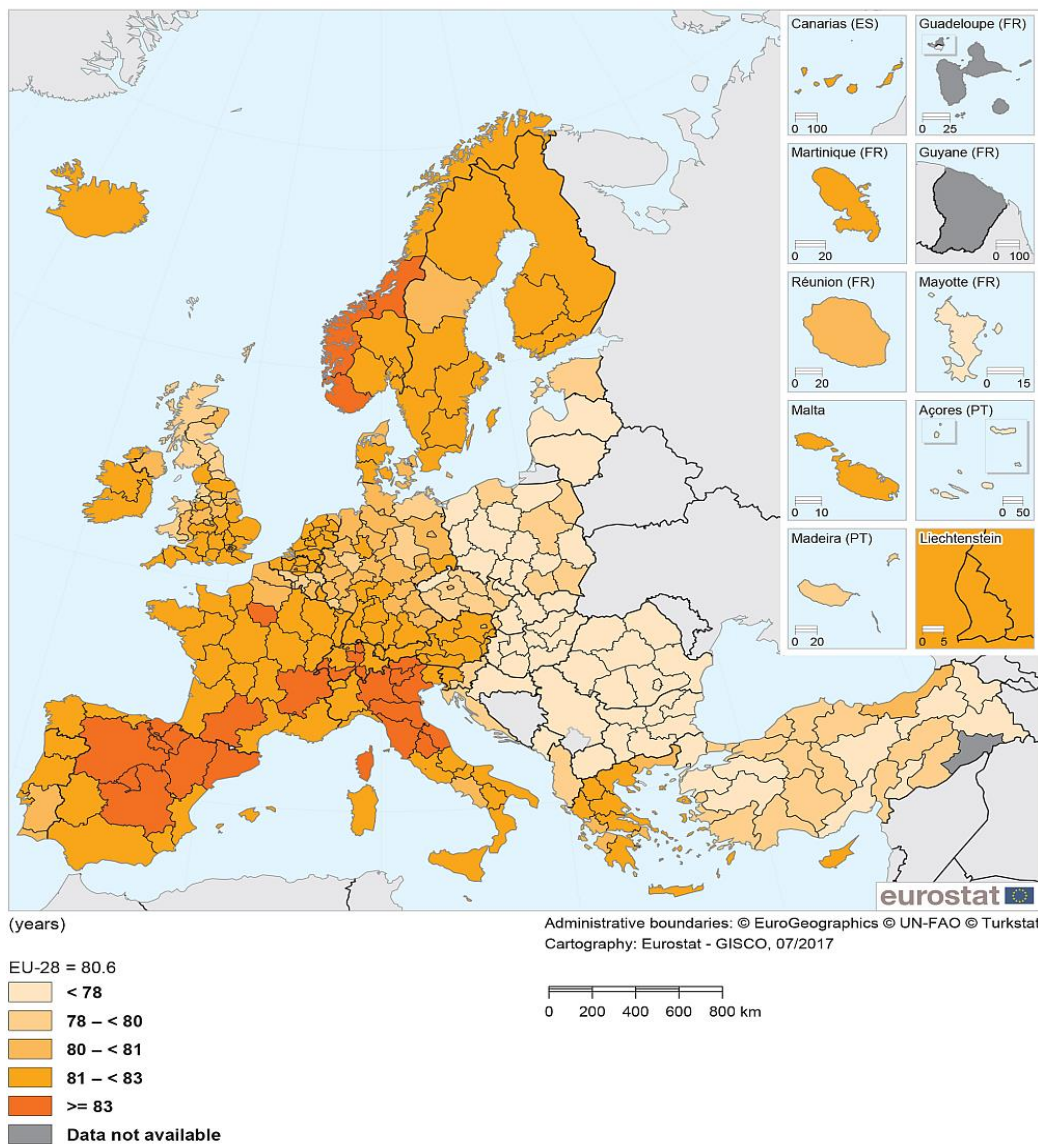 Canarias (ES)
0 100
Guadeloupe (FR)
0 25
Martinique (FR)
0 20
Guyane (FR)
0 100
Réunion (FR)
0 20
Mayotte (FR)
0 15
Malta
0 10
Açores (PT)
0 50
Madeira (PT)
0 20
Liechtenstein
0 5
eurostat
(years)
Administrative boundaries: © EuroGeographics © UN-FAO © Turkstat
Cartography: Eurostat - GISCO, 07/2017
EU-28 = 80.6
< 78
78 – < 80
80 – < 81
81 – < 83
>= 83
Data not available
0 200 400 600 800 km